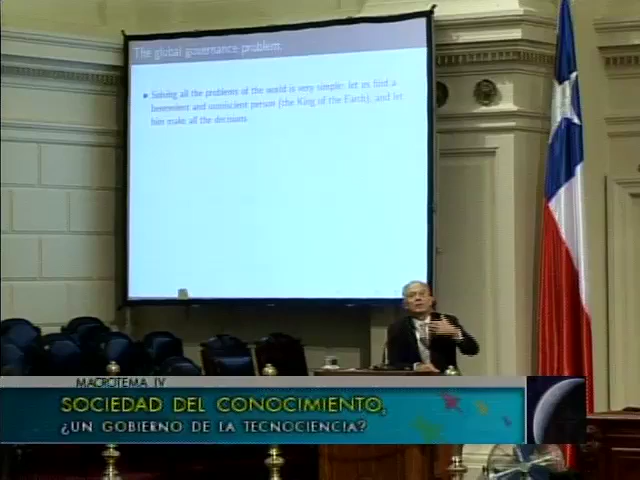 The global governance problem.
• Solving all the problems of the world is very simple: let us find a
benevolent and omniscient person (the King of the Earth), and let
him make all the decisions
MACROTEMA IV
SOCIEDAD DEL CONOCIMIENTO,
¿UN GOBIERNO DE LA TECNOCIENCIA?